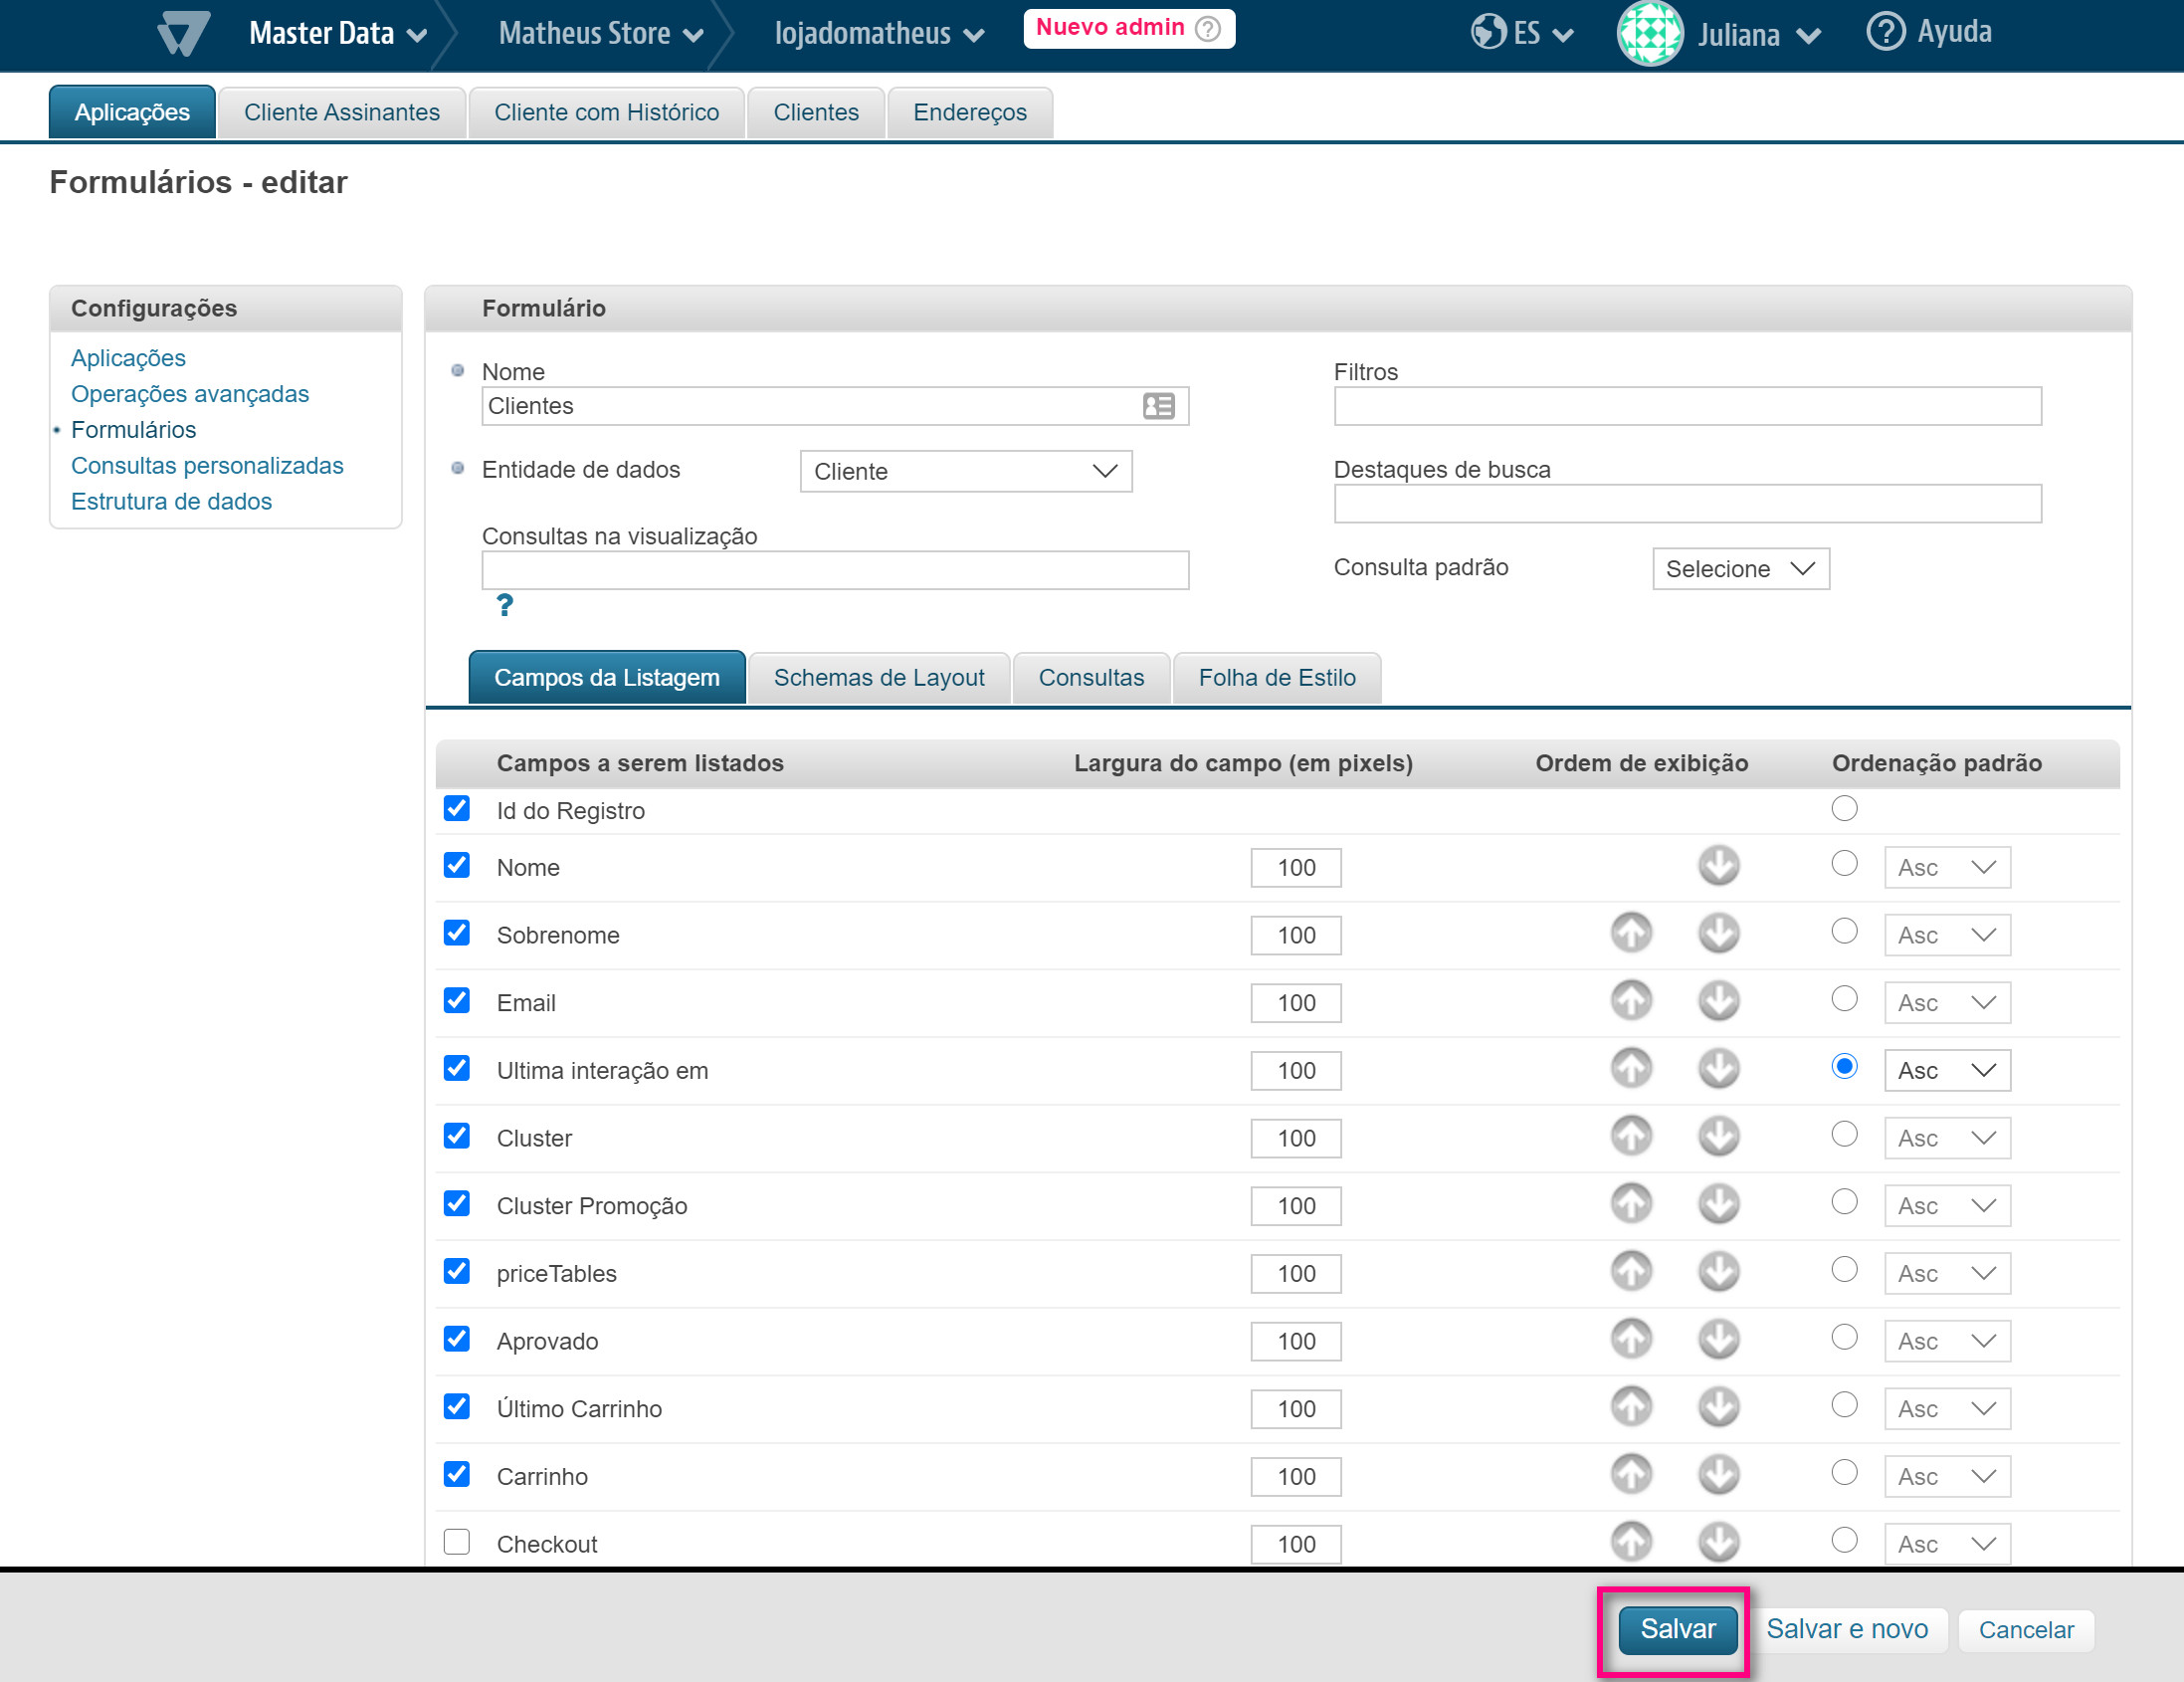 Master Data Matheus Store lojadomatheus Nuevo admin ES Juliana Ayuda
Aplicações Cliente Assinantes Cliente com Histórico Clientes Endereços
Formulários - editar
Configurações
Aplicações
Operações avançadas
Formulários
Consultas personalizadas
Estrutura de dados
Formulário
Nome Filtros
Clientes
Entidade de dados Cliente Destaques de busca
Consultas na visualização Consulta padrão Selecione
?
Campos da Listagem Schemas de Layout Consultas Folha de Estilo
Campos a serem listados Largura do campo (em pixels) Ordem de exibição Ordenação padrão
Id do Registro
Nome 100 Asc
Sobrenome 100 Asc
Email 100 Asc
Ultima interação em 100 Asc
Cluster 100 Asc
Cluster Promoção 100 Asc
priceTables 100 Asc
Aprovado 100 Asc
Último Carrinho 100 Asc
Carrinho 100 Asc
Checkout 100 Asc
Salvar Salvar e novo Cancelar